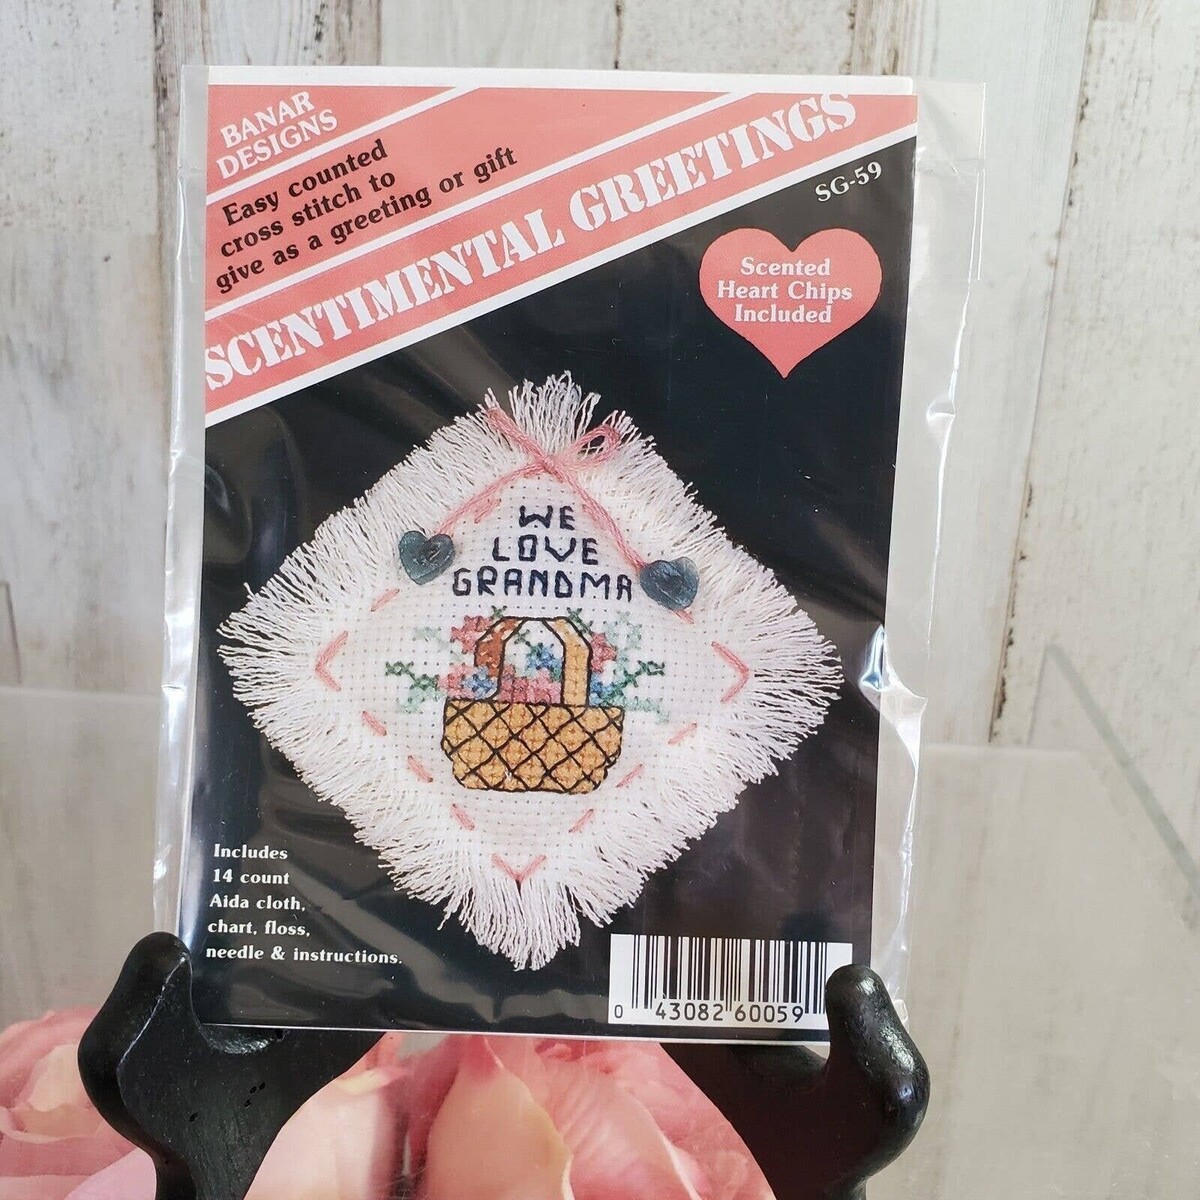 BANAR
DESIGNS
Easy counted
cross stitch to
give as a greeting or gift
SCENTIMENTAL GREETINGS
SG-59
Scented
Heart Chips
Included
WE
LOVE
GRANDMA
Includes
14 count
Aida cloth,
chart, floss,
needle & instructions.
0 43082 60059